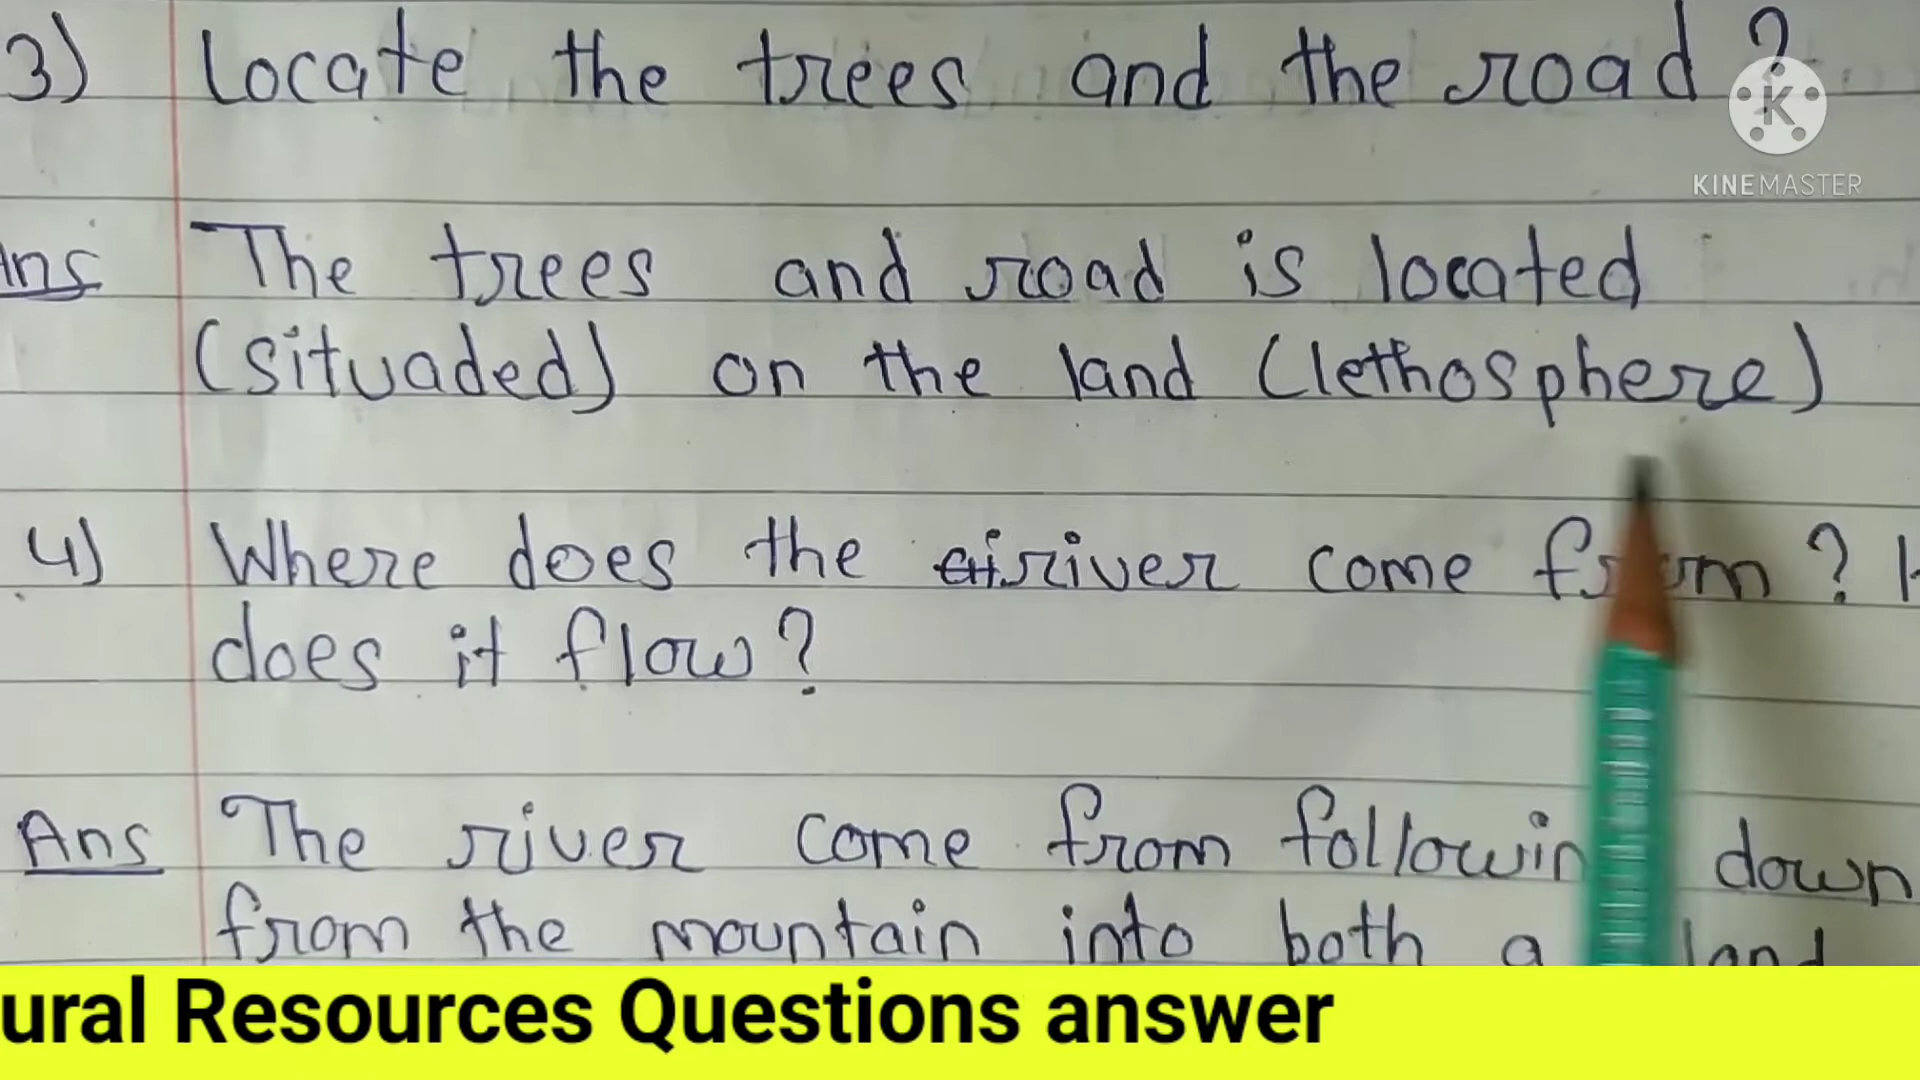 3) Locate the trees and the road?
KINEMASTER
Ans The trees and road is located
(situaded) on the land (lethosphere)
4) Where does the river come from?
does it flow?
Ans The river come from followin down
from the mountain into both a land
ural Resources Questions answer